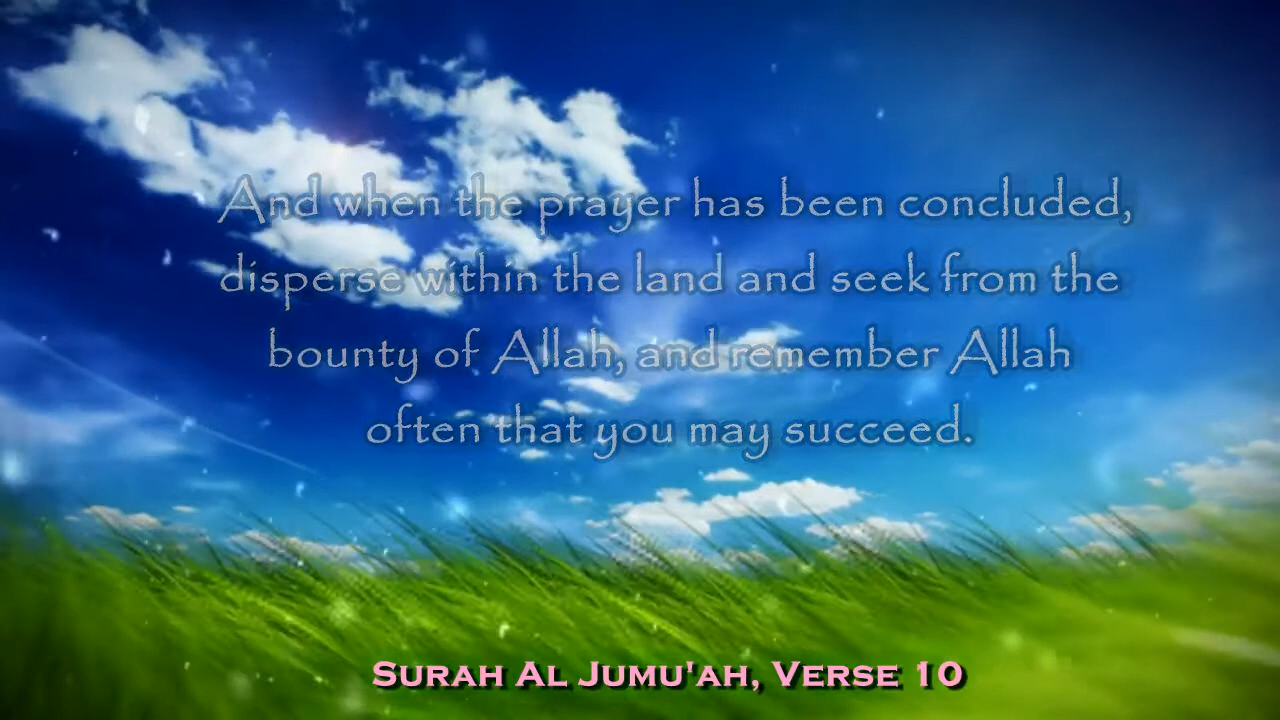 And when the prayer has been concluded,
disperse within the land and seek from the
bounty of Allah, and remember Allah
often that you may succeed.
Surah Al Jumu'ah, Verse 10